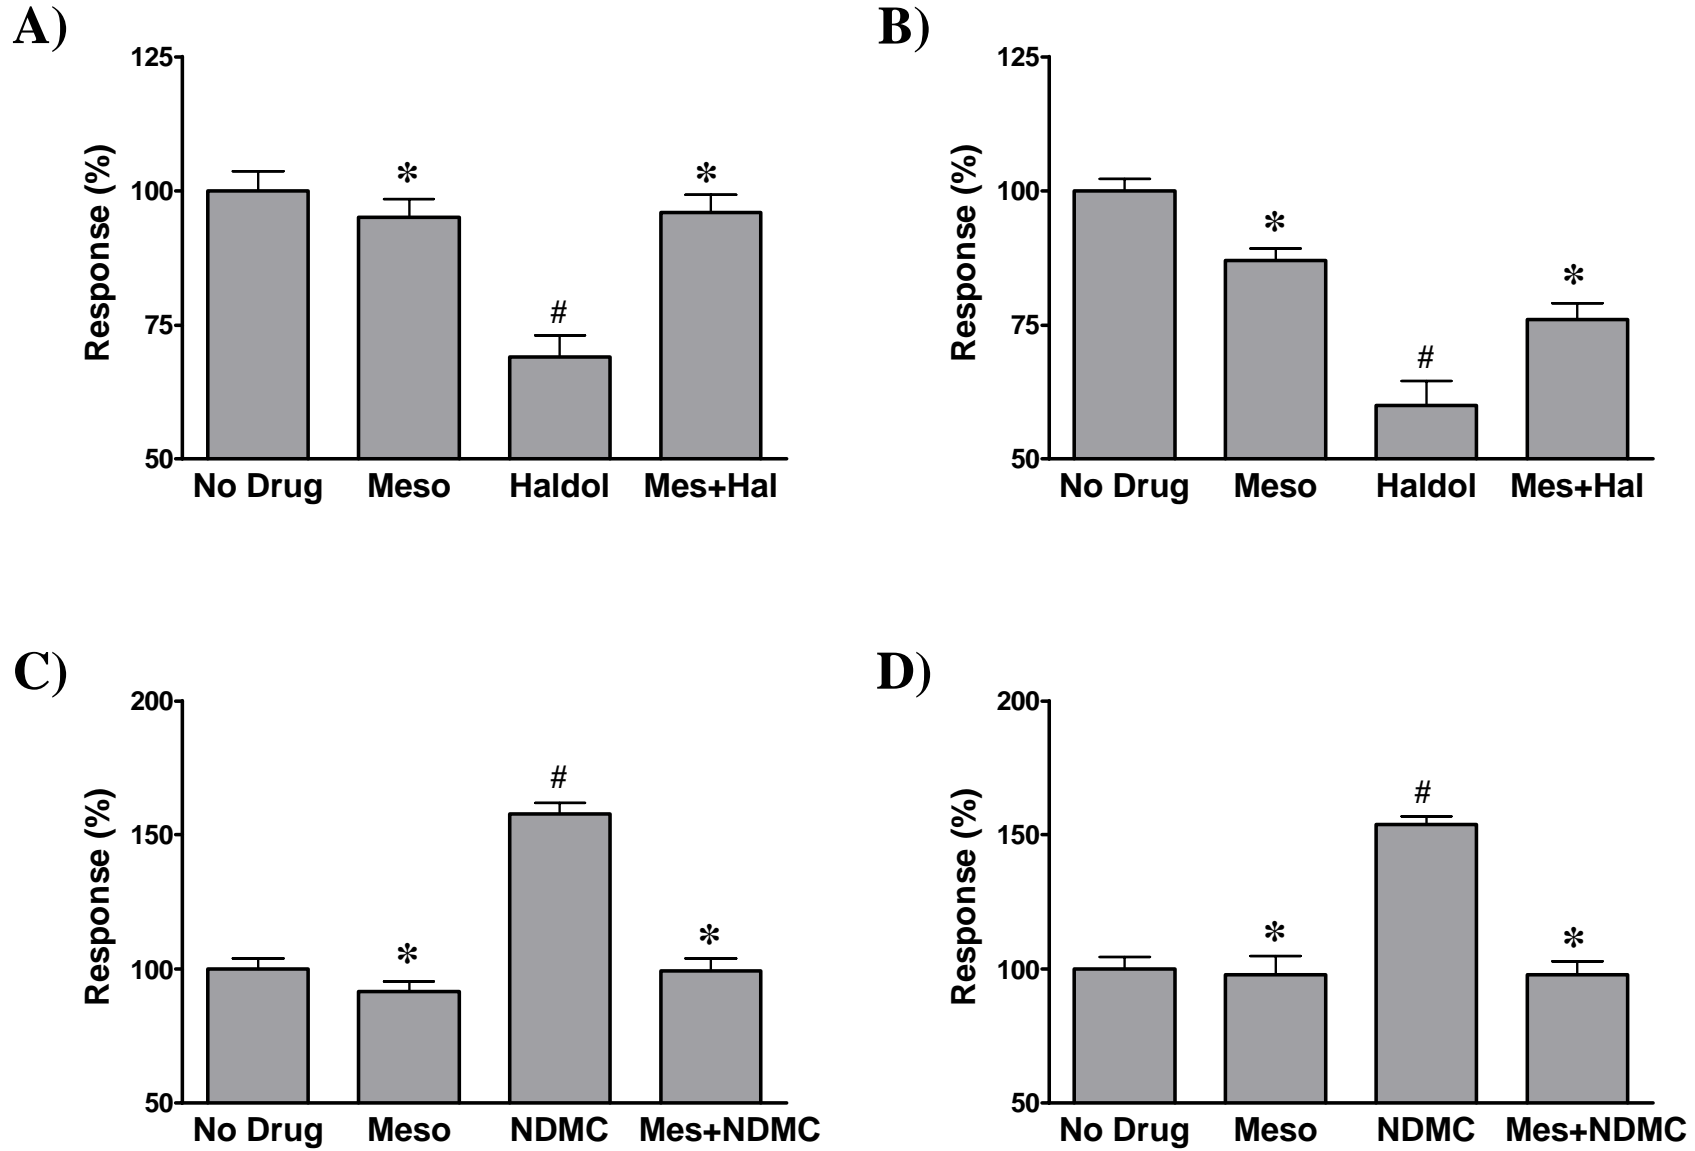 A)
125
100
75
50
Response (%)
*
#
*
No Drug Meso Haldol Mes+Hal
B)
125
100
75
50
Response (%)
*
#
*
No Drug Meso Haldol Mes+Hal
C)
200
150
100
50
Response (%)
*
#
*
No Drug Meso NDMC Mes+NDMC
D)
200
150
100
50
Response (%)
*
#
*
No Drug Meso NDMC Mes+NDMC